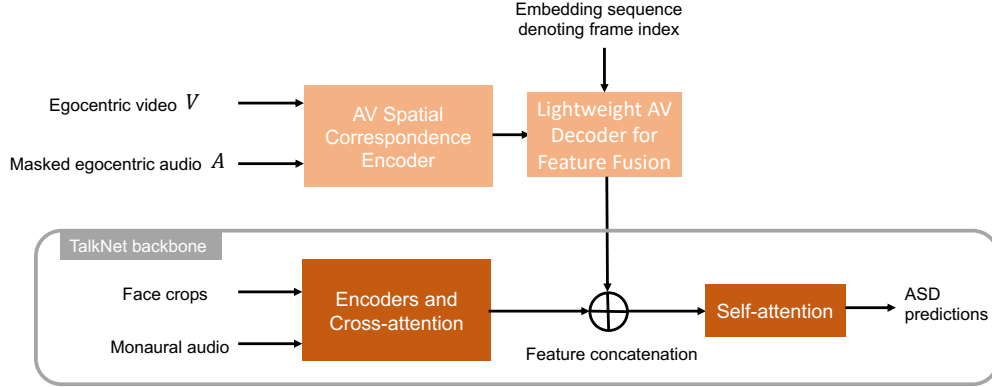 Embedding sequence
denoting frame index
Egocentric video V
AV Spatial
Correspondence
Encoder
Lightweight AV
Decoder for
Feature Fusion
Masked egocentric audio A
TalkNet backbone
Face crops
Encoders and
Cross-attention
Monaural audio
Feature concatenation
Self-attention
ASD
predictions